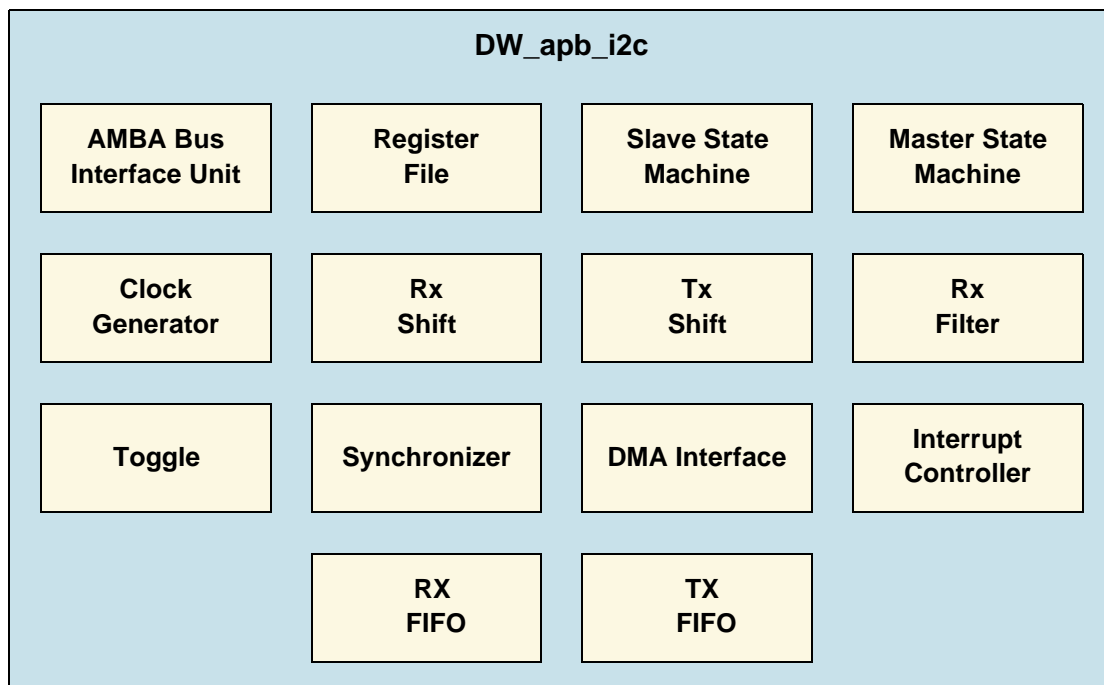 DW_apb_i2c
AMBA Bus
Interface Unit
Register
File
Slave State
Machine
Master State
Machine
Clock
Generator
Rx
Shift
Tx
Shift
Rx
Filter
Toggle
Synchronizer
DMA Interface
Interrupt
Controller
RX
FIFO
TX
FIFO